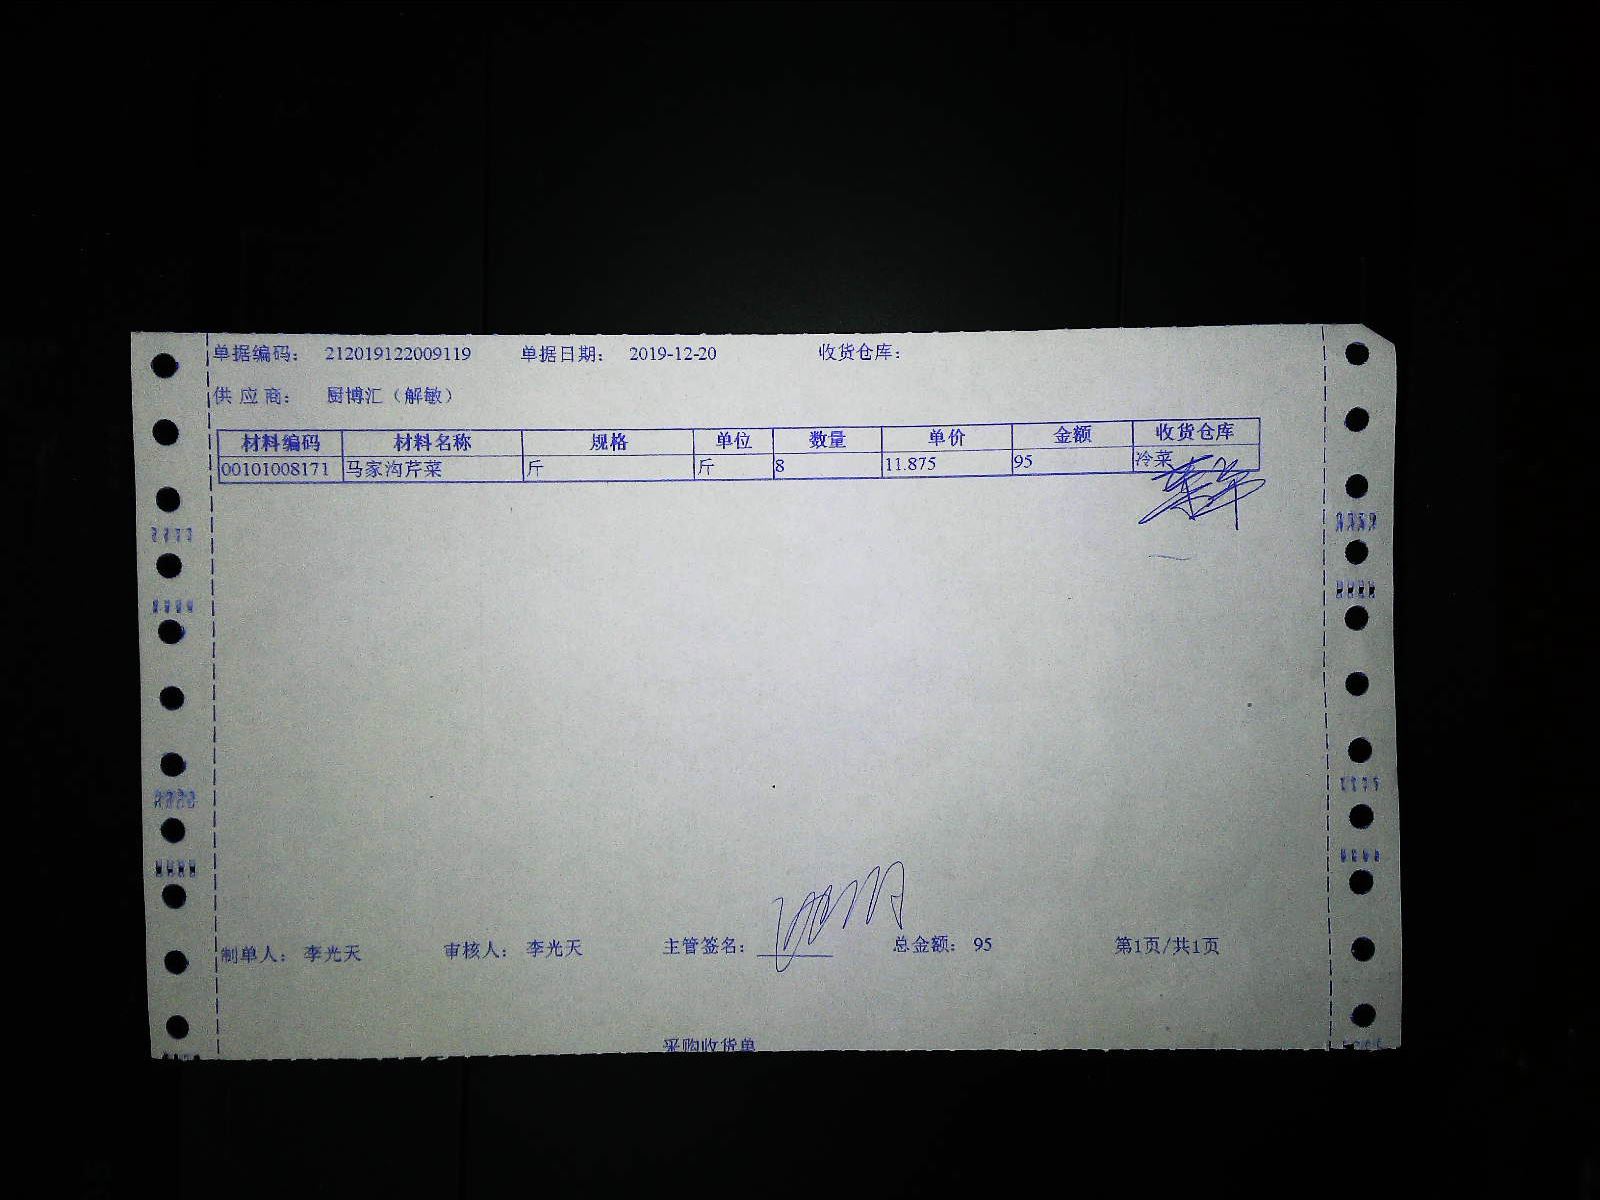 单据编码： 212019122009119 单据日期： 2019-12-20 收货仓库：
供 应 商： 厨博汇（解敏）
材料编码 材料名称 规格 单位 数量 单价 金额 收货仓库
00101008171 马家沟芹菜 斤 斤 8 11.875 95 冷菜
制单人： 李光天 审核人： 李光天 主管签名： 总金额： 95 第1页/共1页
采购收货单